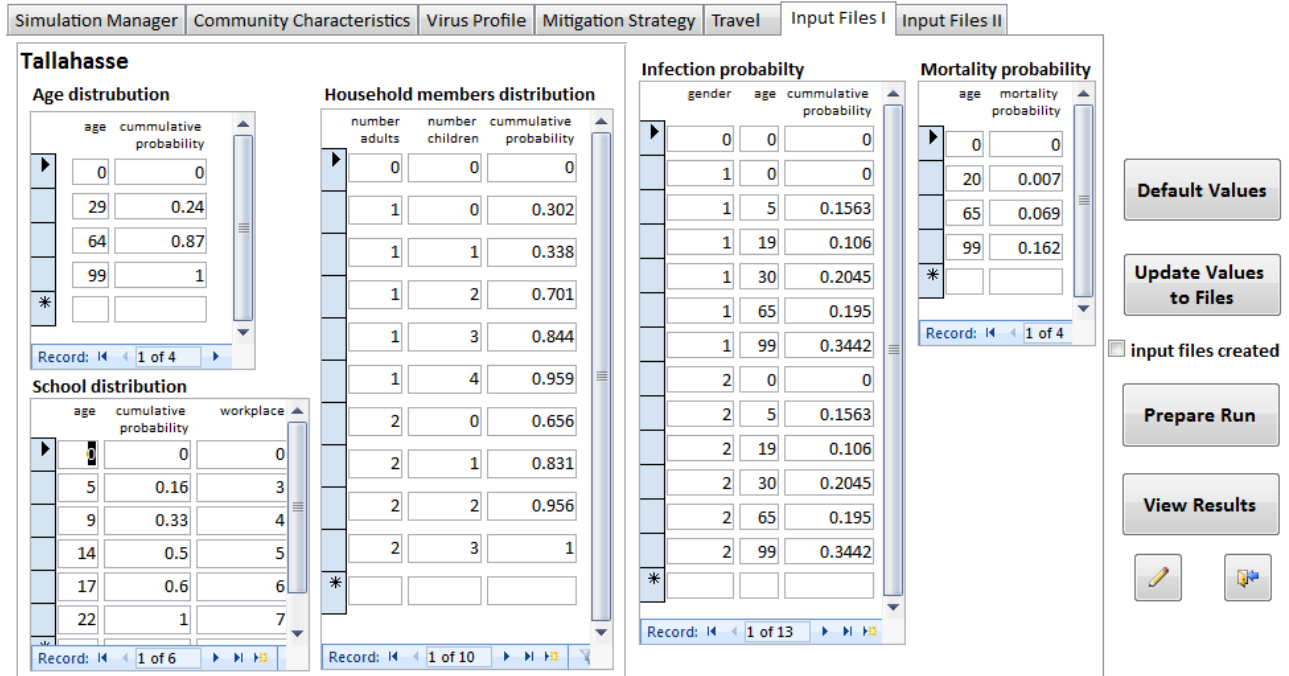 Simulation Manager Community Characteristics Virus Profile Mitigation Strategy Travel Input Files I Input Files II
Tallahasse
Age distrubution
age cummulative
probability
0 0
29 0.24
64 0.87
99 1
*
Record: 1 of 4
School distribution
age cumulative workplace
probability
0 0 0
5 0.16 3
9 0.33 4
14 0.5 5
17 0.6 6
22 1 7
Record: 1 of 6
Household members distribution
number number cummulative
adults children probability
0 0 0
1 0 0.302
1 1 0.338
1 2 0.701
1 3 0.844
1 4 0.959
2 0 0.656
2 1 0.831
2 2 0.956
2 3 1
*
Record: 1 of 10
Infection probabilty
gender age cummulative
probability
0 0 0
1 0 0
1 5 0.1563
1 19 0.106
1 30 0.2045
1 65 0.195
1 99 0.3442
2 0 0
2 5 0.1563
2 19 0.106
2 30 0.2045
2 65 0.195
2 99 0.3442
*
Record: 1 of 13
Mortality probability
age mortality
probability
0 0
20 0.007
65 0.069
99 0.162
*
Record: 1 of 4
Default Values
Update Values
to Files
input files created
Prepare Run
View Results